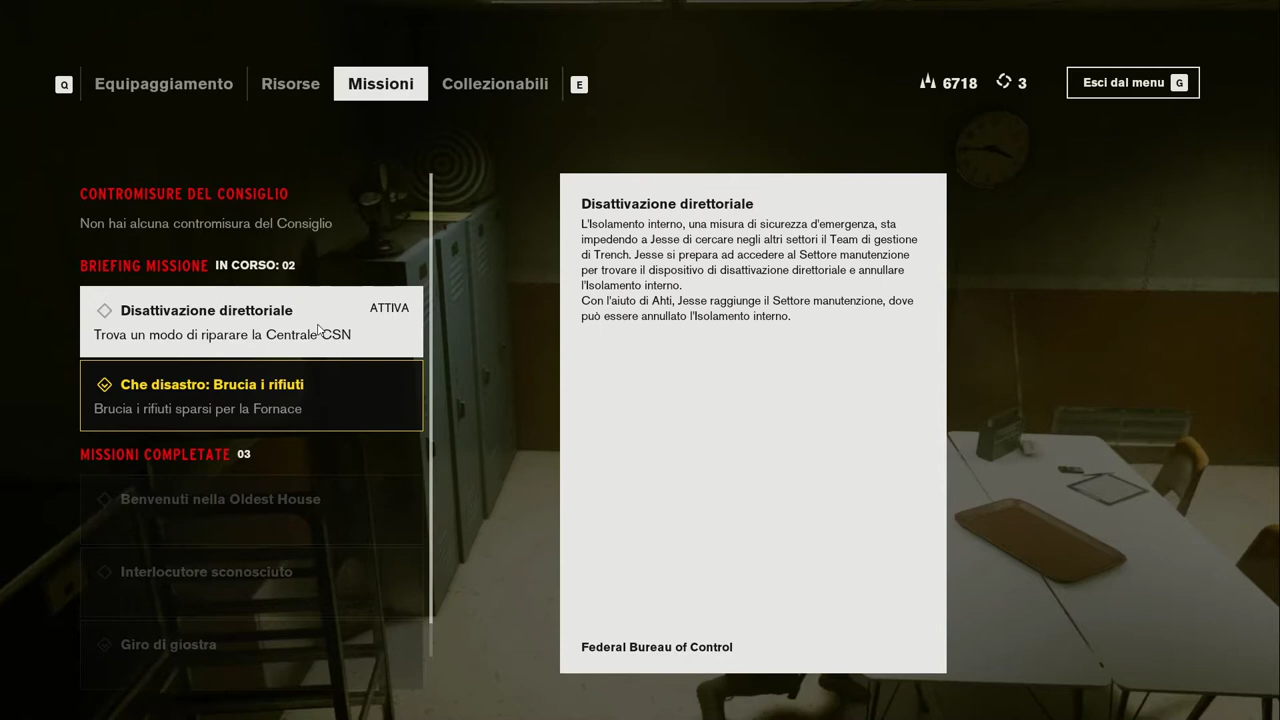 Q
Equipaggiamento
Risorse
Missioni
Collezionabili
E
6718
3
Esci dal menu G
CONTROMISURE DEL CONSIGLIO
Non hai alcuna contromisura del Consiglio
BRIEFING MISSIONE IN CORSO: 02
Disattivazione direttoriale ATTIVA
Trova un modo di riparare la Centrale CSN
Che disastro: Brucia i rifiuti
Brucia i rifiuti sparsi per la Fornace
MISSIONI COMPLETATE 03
Benvenuti nella Oldest House
Interlocutore sconosciuto
Giro di giostra
Disattivazione direttoriale
L'Isolamento interno, una misura di sicurezza d'emergenza, sta
impedendo a Jesse di cercare negli altri settori il Team di gestione
di Trench. Jesse si prepara ad accedere al Settore manutenzione
per trovare il dispositivo di disattivazione direttoriale e annullare
l'Isolamento interno.
Con l'aiuto di Ahti, Jesse raggiunge il Settore manutenzione, dove
può essere annullato l'Isolamento interno.
Federal Bureau of Control